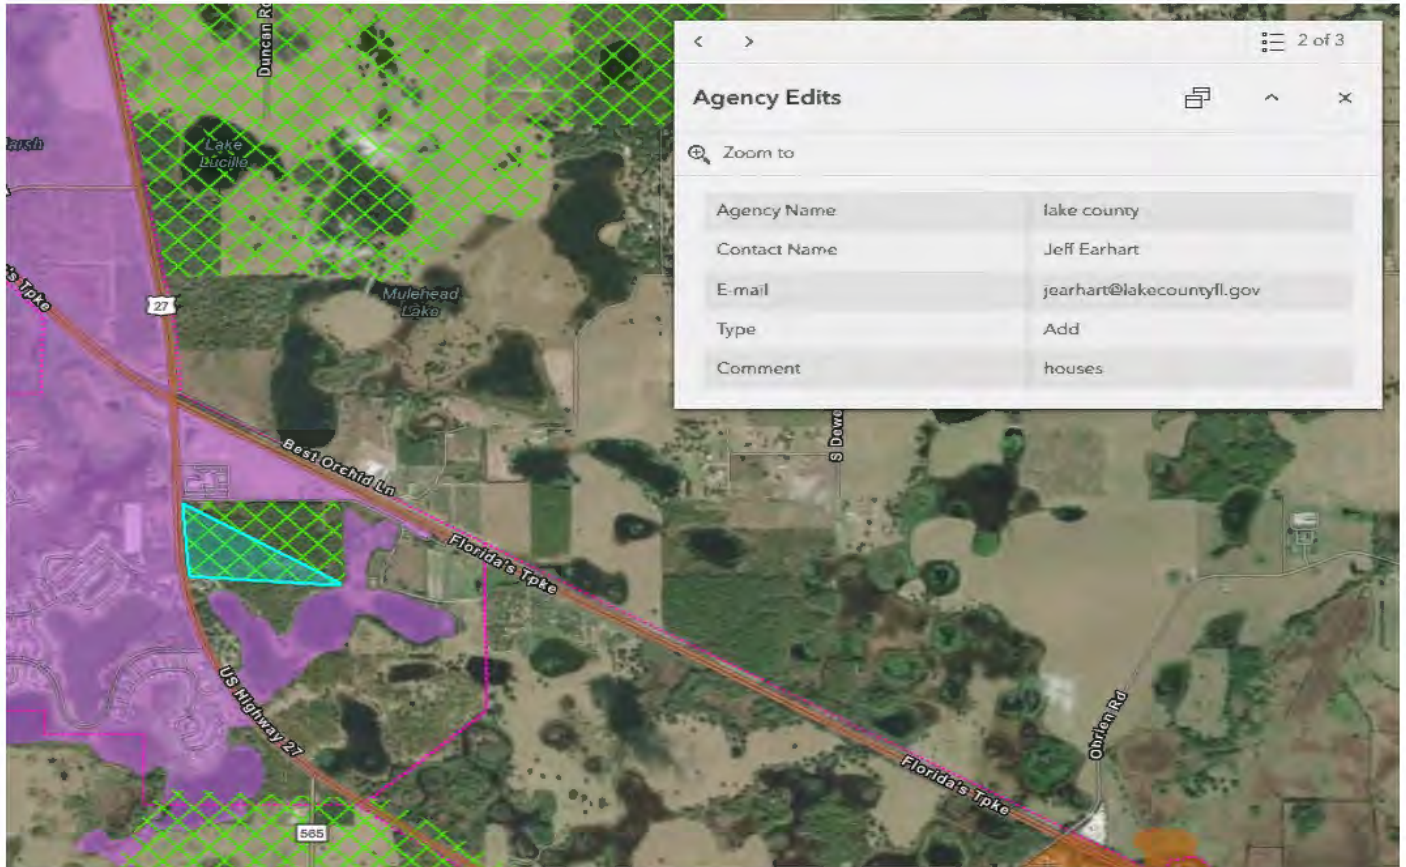 2 of 3
Agency Edits
Zoom to
Agency Name lake county
Contact Name Jeff Earhart
E-mail jearhart@lakecountyfl.gov
Type Add
Comment houses
Duncan Rd
Lake
Lucille
27
's Tpke
Mulehead
Lake
Best Orchid Ln
S Dewe
Florida's Tpke
US Highway 27
Obrien Rd
Florida's Tpke
565